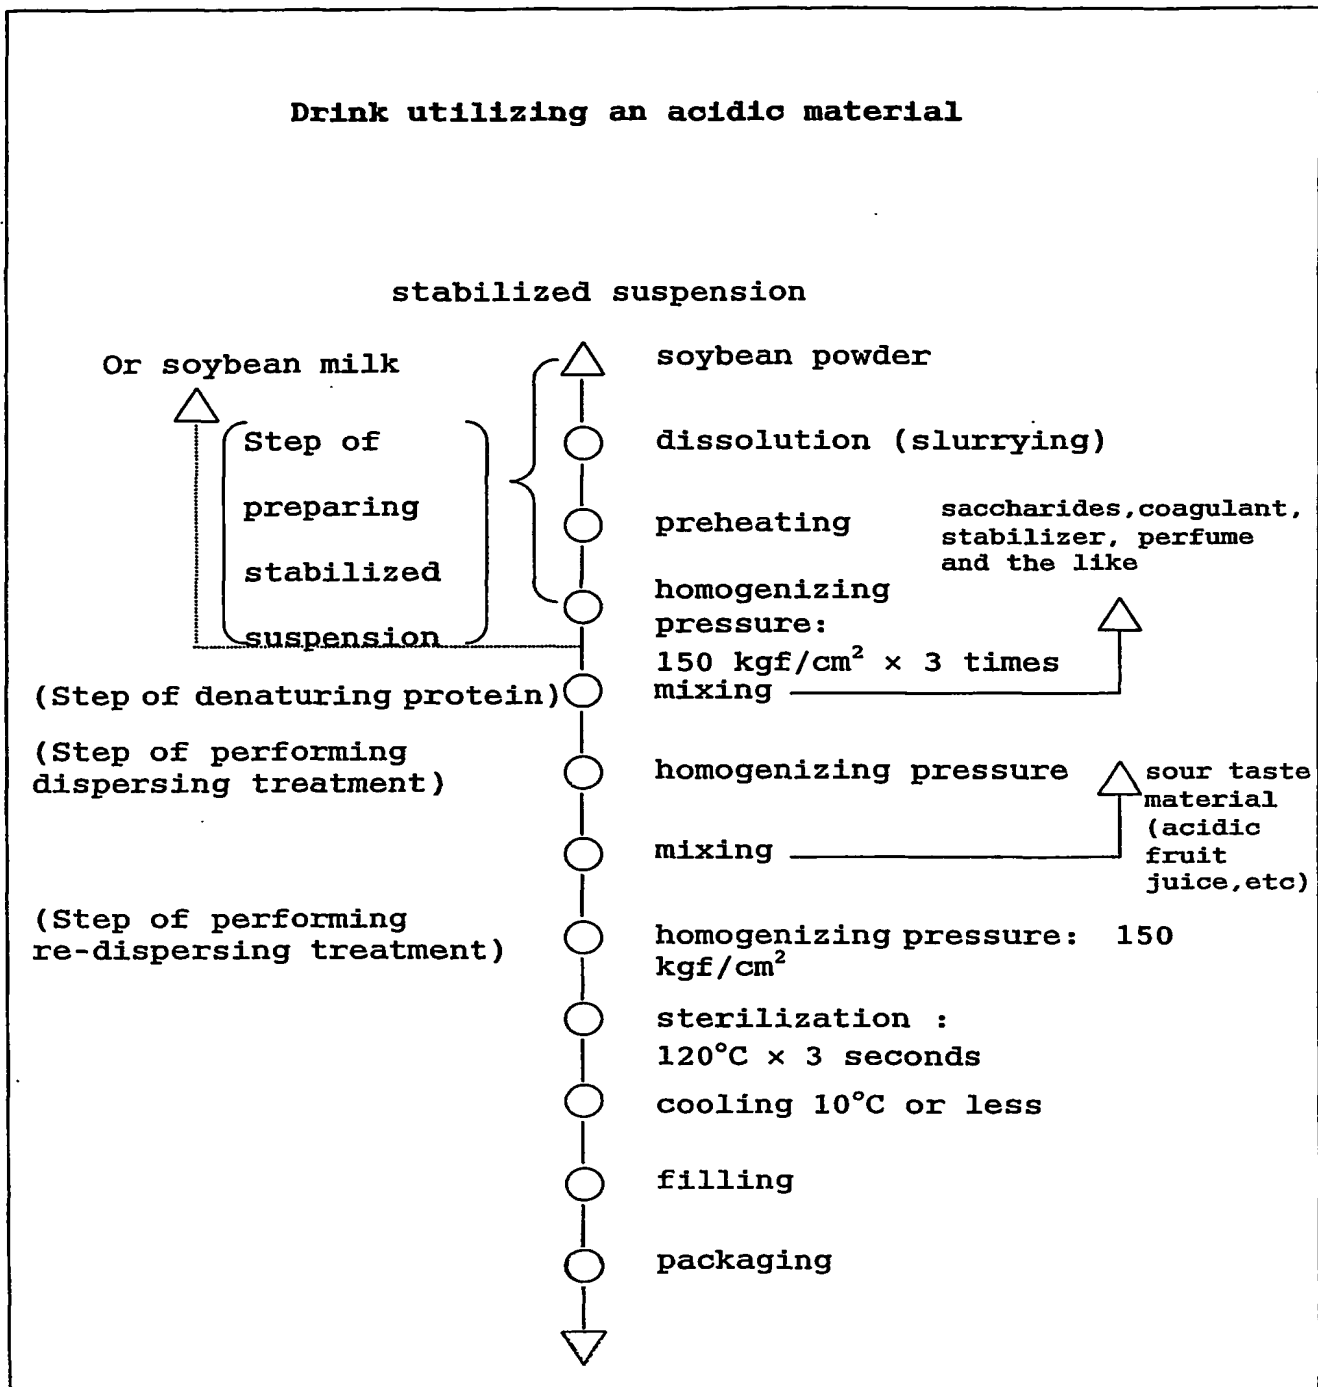 Drink utilizing an acidic material
stabilized suspension
Or soybean milk
soybean powder
Step of
preparing
stabilized
suspension
dissolution (slurrying)
preheating
saccharides,coagulant,
stabilizer, perfume
and the like
homogenizing
pressure:
150 kgf/cm² × 3 times
(Step of denaturing protein)
mixing
(Step of performing
dispersing treatment)
homogenizing pressure
sour taste
material
(acidic
fruit
juice,etc)
mixing
(Step of performing
re-dispersing treatment)
homogenizing pressure: 150
kgf/cm²
sterilization :
120°C × 3 seconds
cooling 10°C or less
filling
packaging